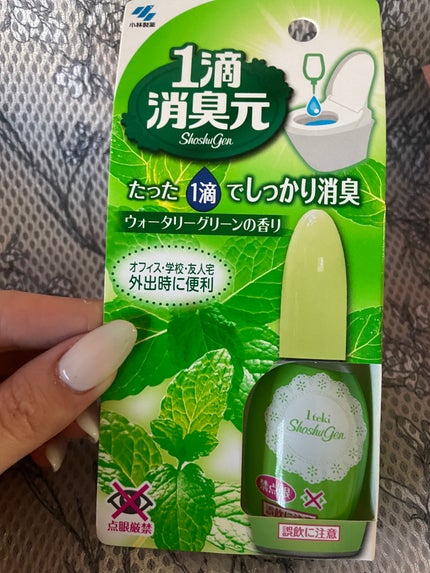 小林製薬
1滴
消臭元
ShoshuGen
たった 1滴 でしっかり消臭
ウォータリーグリーンの香り
オフィス・学校・友人宅
外出時に便利
1teki
ShoshuGen
点眼厳禁
誤飲に注意